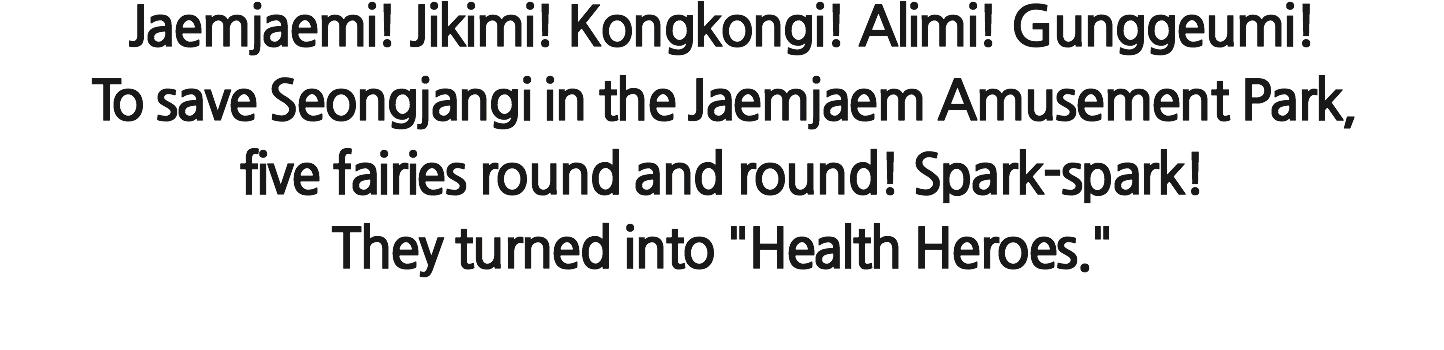 Jaemjaemi! Jikimi! Kongkongi! Alimi! Gunggeumi!
To save Seongjangi in the Jaemjaem Amusement Park,
five fairies round and round! Spark-spark!
They turned into "Health Heroes."